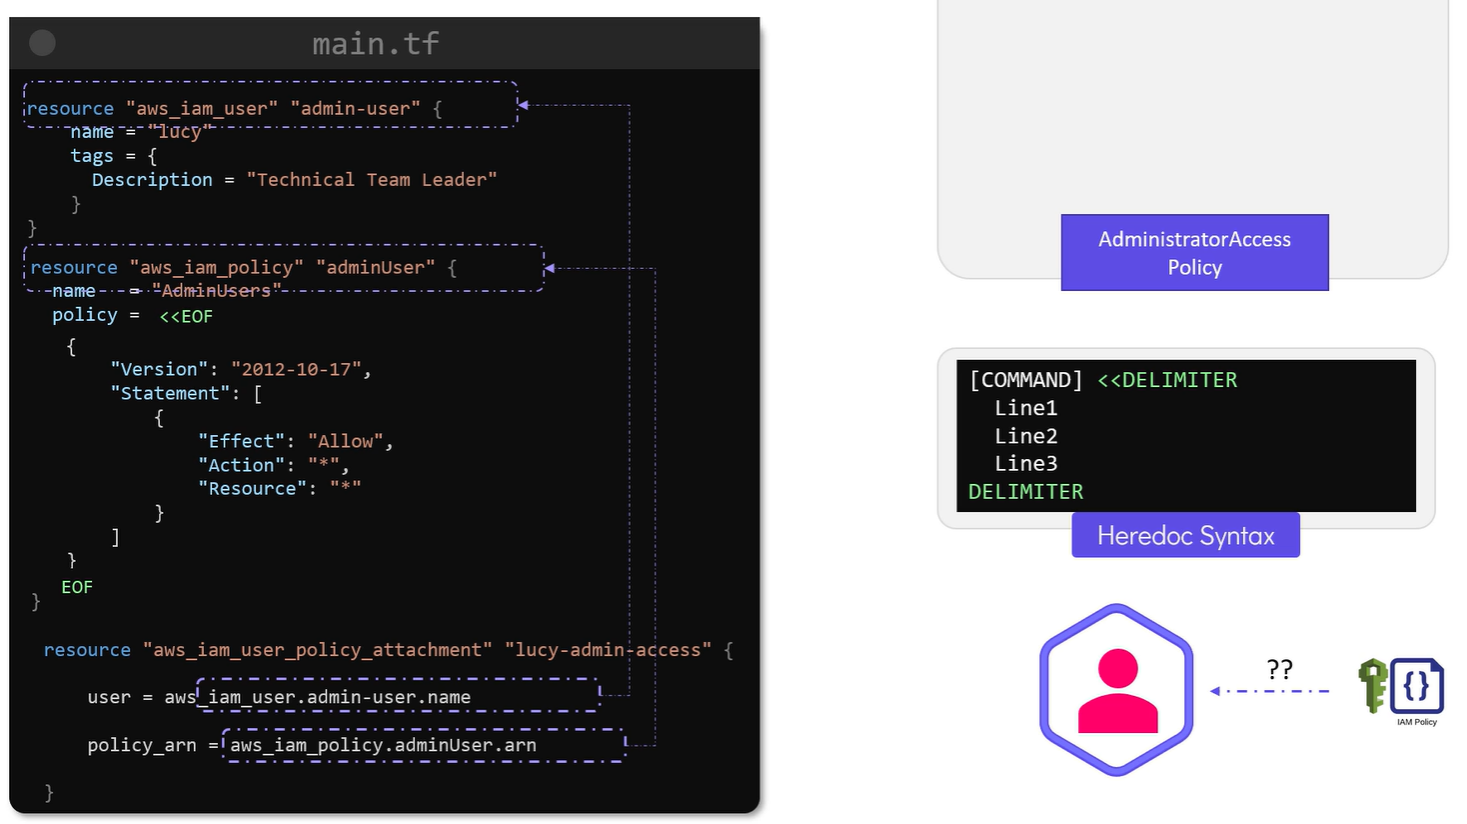 main.tf
resource "aws_iam_user" "admin-user" {
name = "lucy"
tags = {
Description = "Technical Team Leader"
}
}
resource "aws_iam_policy" "adminUser" {
name = "AdminUsers"
policy = <<EOF
{
"Version": "2012-10-17",
"Statement": [
{
"Effect": "Allow",
"Action": "*",
"Resource": "*"
}
]
}
EOF
}
resource "aws_iam_user_policy_attachment" "lucy-admin-access" {
user = aws_iam_user.admin-user.name
policy_arn = aws_iam_policy.adminUser.arn
}
AdministratorAccess
Policy
[COMMAND] <<DELIMITER
Line1
Line2
Line3
DELIMITER
Heredoc Syntax
??
{}
IAM Policy